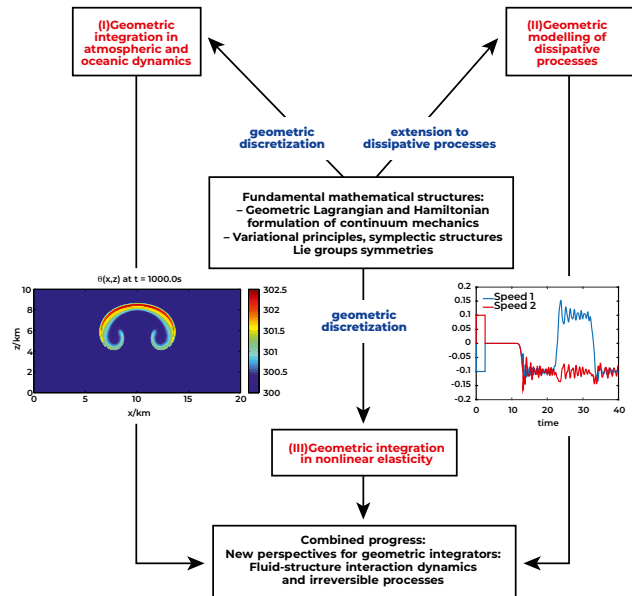 (I)Geometric
integration in
atmospheric and
oceanic dynamics
(II)Geometric
modelling of
dissipative
processes
geometric
discretization
extension to
dissipative processes
Fundamental mathematical structures:
– Geometric Lagrangian and Hamiltonian
formulation of continuum mechanics
– Variational principles, symplectic structures
Lie groups symmetries
θ(x,z) at t = 1000.0s
10
8
6
4
2
0
z/km
0
5
10
15
20
x/km
302.5
302
301.5
301
300.5
300
geometric
discretization
0.2
0.15
0.1
0.05
0
-0.05
-0.1
-0.15
-0.2
Speed 1
Speed 2
0
10
20
30
40
time
(III)Geometric integration
in nonlinear elasticity
Combined progress:
New perspectives for geometric integrators:
Fluid-structure interaction dynamics
and irreversible processes